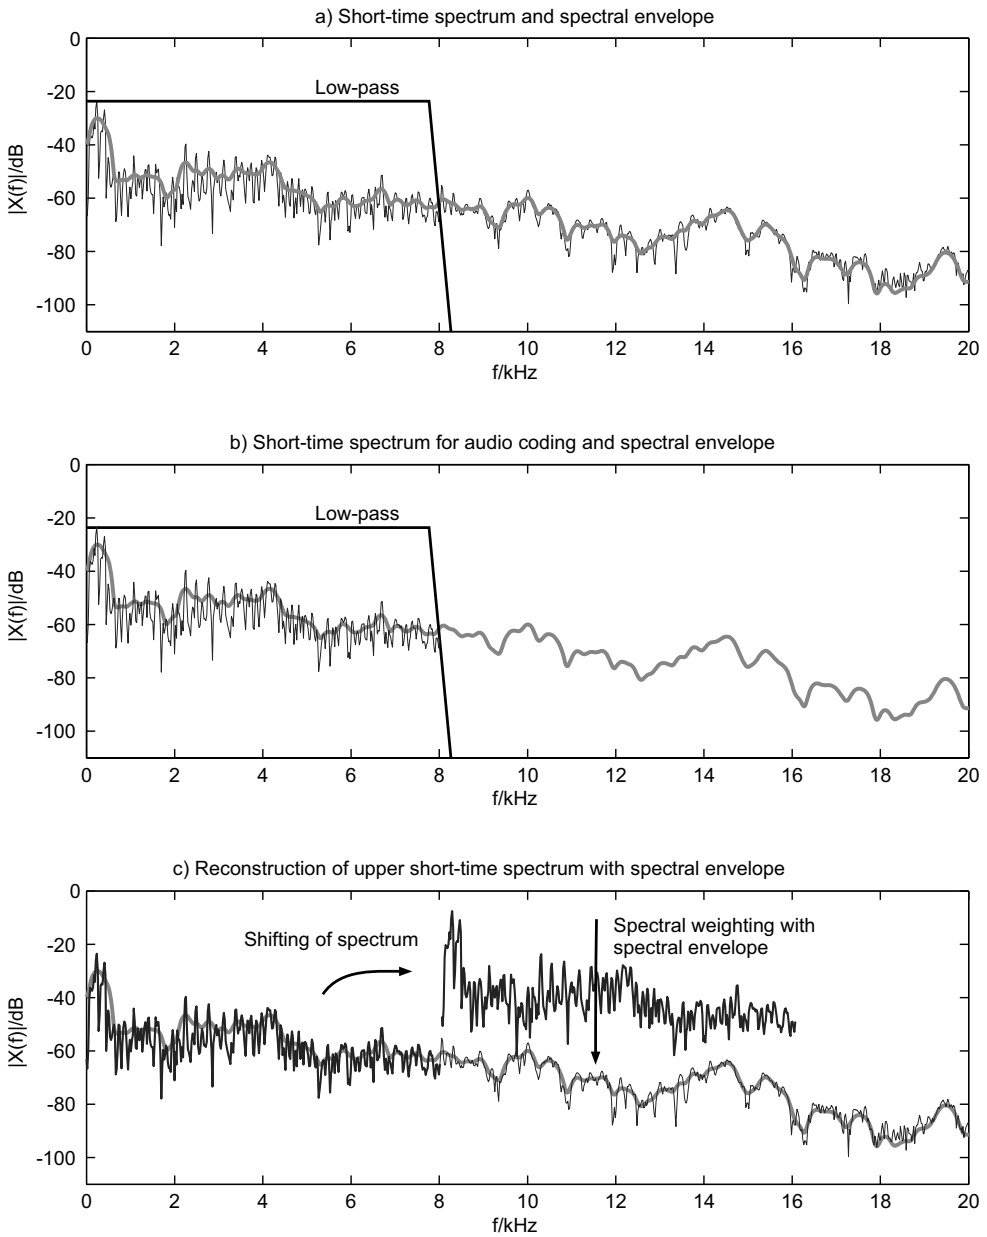 a) Short-time spectrum and spectral envelope
0
-20
-40
-60
-80
-100
|X(f)|/dB
Low-pass
0 2 4 6 8 10 12 14 16 18 20
f/kHz
b) Short-time spectrum for audio coding and spectral envelope
0
-20
-40
-60
-80
-100
|X(f)|/dB
Low-pass
0 2 4 6 8 10 12 14 16 18 20
f/kHz
c) Reconstruction of upper short-time spectrum with spectral envelope
0
-20
-40
-60
-80
-100
|X(f)|/dB
Shifting of spectrum
Spectral weighting with
spectral envelope
0 2 4 6 8 10 12 14 16 18 20
f/kHz